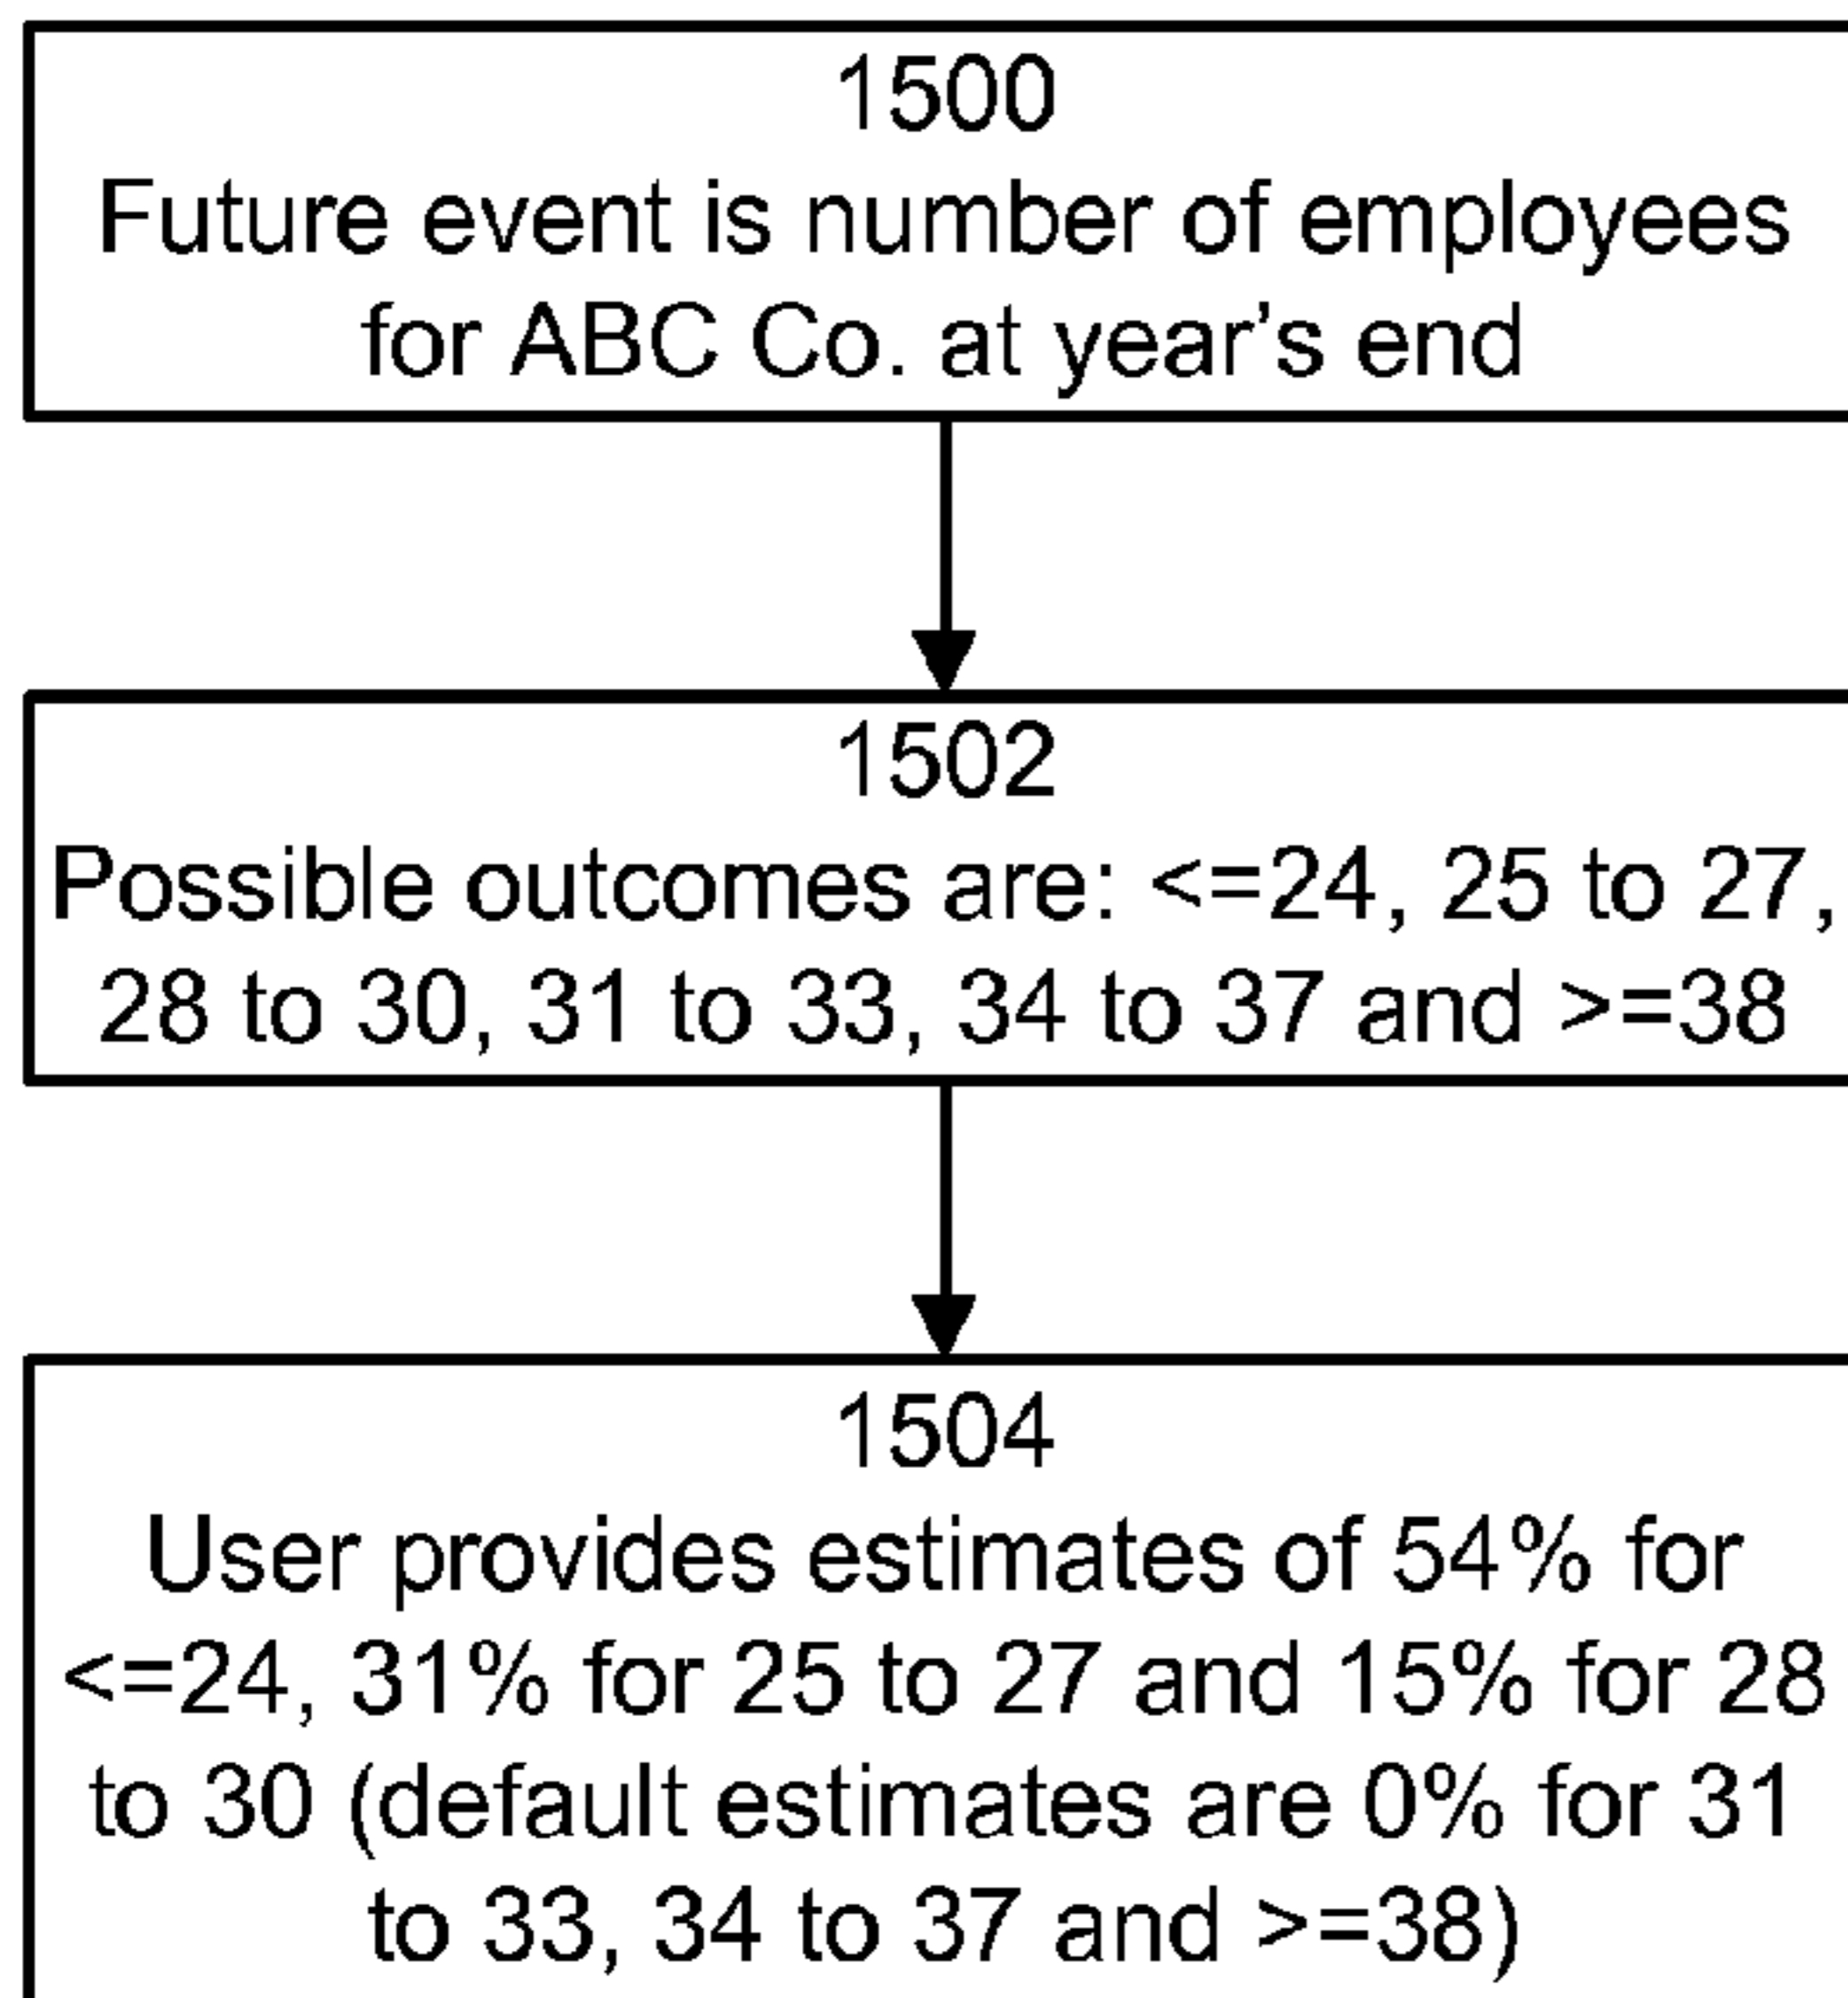 1500
Future event is number of employees
for ABC Co. at year’s end
1502
Possible outcomes are: <=24, 25 to 27,
28 to 30, 31 to 33, 34 to 37 and >=38
1504
User provides estimates of 54% for
<=24, 31% for 25 to 27 and 15% for 28
to 30 (default estimates are 0% for 31
to 33, 34 to 37 and >=38)